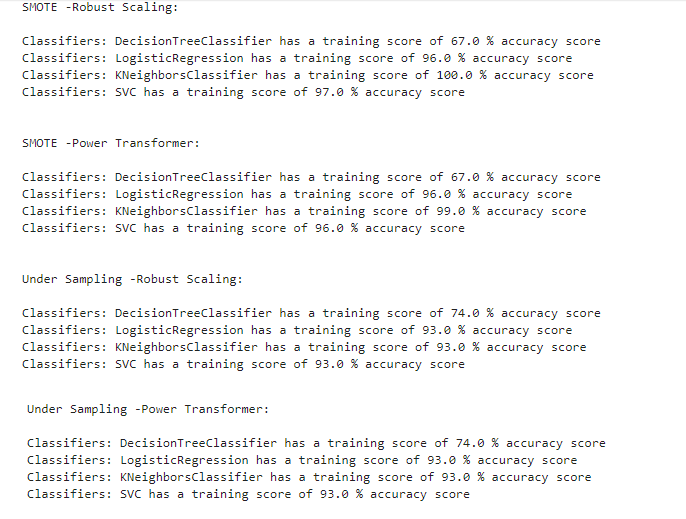 SMOTE -Robust Scaling:
Classifiers: DecisionTreeClassifier has a training score of 67.0 % accuracy score
Classifiers: LogisticRegression has a training score of 96.0 % accuracy score
Classifiers: KNeighborsClassifier has a training score of 100.0 % accuracy score
Classifiers: SVC has a training score of 97.0 % accuracy score
SMOTE -Power Transformer:
Classifiers: DecisionTreeClassifier has a training score of 67.0 % accuracy score
Classifiers: LogisticRegression has a training score of 96.0 % accuracy score
Classifiers: KNeighborsClassifier has a training score of 99.0 % accuracy score
Classifiers: SVC has a training score of 96.0 % accuracy score
Under Sampling -Robust Scaling:
Classifiers: DecisionTreeClassifier has a training score of 74.0 % accuracy score
Classifiers: LogisticRegression has a training score of 93.0 % accuracy score
Classifiers: KNeighborsClassifier has a training score of 93.0 % accuracy score
Classifiers: SVC has a training score of 93.0 % accuracy score
Under Sampling -Power Transformer:
Classifiers: DecisionTreeClassifier has a training score of 74.0 % accuracy score
Classifiers: LogisticRegression has a training score of 93.0 % accuracy score
Classifiers: KNeighborsClassifier has a training score of 93.0 % accuracy score
Classifiers: SVC has a training score of 93.0 % accuracy score